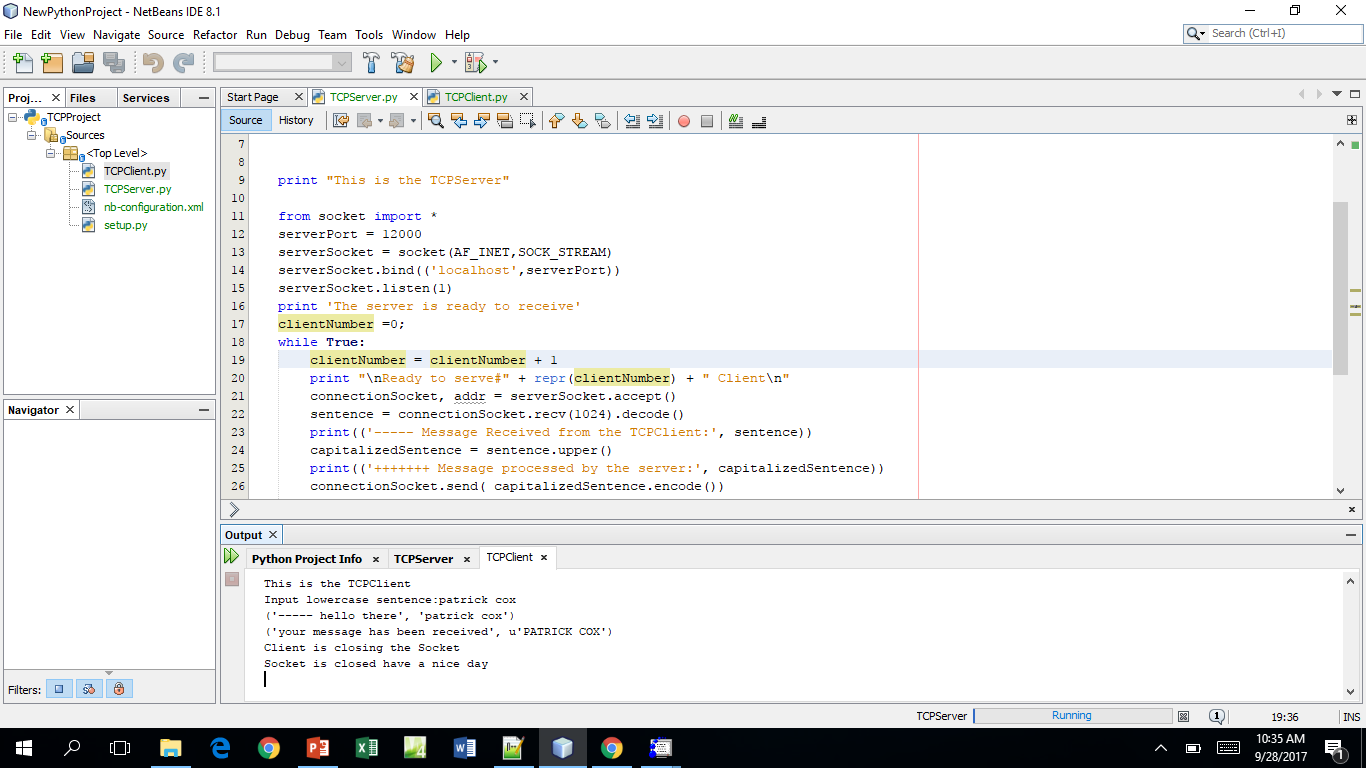 NewPythonProject - NetBeans IDE 8.1
File Edit View Navigate Source Refactor Run Debug Team Tools Window Help
Search (Ctrl+I)
Proj... Files Services
Start Page TCPServer.py TCPClient.py
TCPProject
Sources
<Top Level>
TCPClient.py
TCPServer.py
nb-configuration.xml
setup.py
Source History
7
8
9 print "This is the TCPServer"
10
11 from socket import *
12 serverPort = 12000
13 serverSocket = socket(AF_INET,SOCK_STREAM)
14 serverSocket.bind(('localhost',serverPort))
15 serverSocket.listen(1)
16 print 'The server is ready to receive'
17 clientNumber =0;
18 while True:
19 clientNumber = clientNumber + 1
20 print "\nReady to serve#" + repr(clientNumber) + " Client\n"
21 connectionSocket, addr = serverSocket.accept()
22 sentence = connectionSocket.recv(1024).decode()
23 print(('----- Message Received from the TCPClient:', sentence))
24 capitalizedSentence = sentence.upper()
25 print(('+++++++ Message processed by the server:', capitalizedSentence))
26 connectionSocket.send( capitalizedSentence.encode())
Navigator
Filters:
Output
Python Project Info TCPServer TCPClient
This is the TCPClient
Input lowercase sentence:patrick cox
('----- hello there', 'patrick cox')
('your message has been received', u'PATRICK COX')
Client is closing the Socket
Socket is closed have a nice day
TCPServer Running 1 19:36 INS
10:35 AM
9/28/2017
1